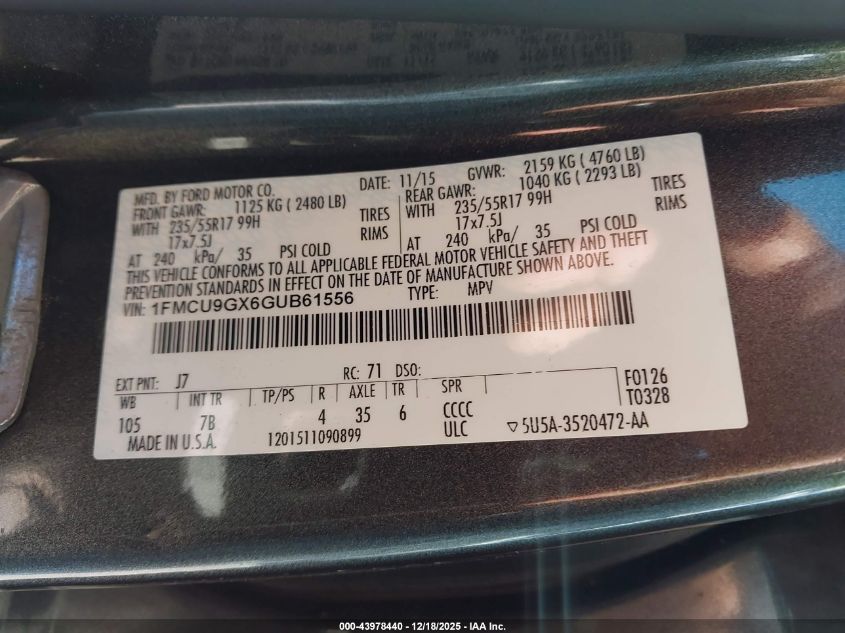 MFD. BY FORD MOTOR CO. DATE: 11/15 GVWR: 2159 KG ( 4760 LB)
FRONT GAWR: 1125 KG ( 2480 LB) REAR GAWR: 1040 KG ( 2293 LB)
WITH 235/55R17 99H TIRES WITH 235/55R17 99H TIRES
17x7.5J RIMS 17x7.5J RIMS
AT 240 kPa/ 35 PSI COLD AT 240 kPa/ 35 PSI COLD
THIS VEHICLE CONFORMS TO ALL APPLICABLE FEDERAL MOTOR VEHICLE SAFETY AND THEFT
PREVENTION STANDARDS IN EFFECT ON THE DATE OF MANUFACTURE SHOWN ABOVE.
VIN: 1FMCU9GX6GUB61556 TYPE: MPV
EXT PNT: J7 RC: 71 DSO: F0126
WB INT TR TP/PS R AXLE TR SPR T0328
105 7B 4 35 6 CCCC
MADE IN U.S.A. 1201511090899 ULC ▽5U5A-3520472-AA
000-43978440 - 12/18/2025 - IAA Inc.